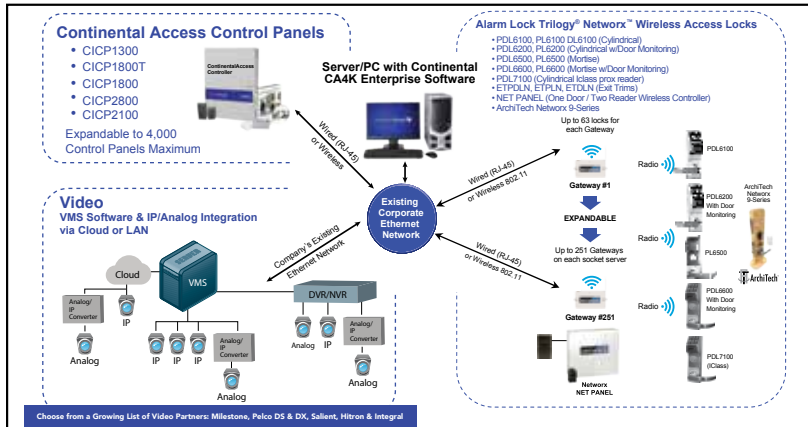 Continental Access Control Panels
• CICP1300
• CICP1800T
• CICP1800
• CICP2800
• CICP2100
Expandable to 4,000
Control Panels Maximum
ContinentalAccess
Controller
Server/PC with Continental
CA4K Enterprise Software
Wired (RJ-45)
or Wireless
Existing
Corporate
Ethernet
Network
Company's Existing
Ethernet Network
Wired (RJ-45)
or Wireless 802.11
Wired (RJ-45)
or Wireless 802.11
Alarm Lock Trilogy® Networx™ Wireless Access Locks
• PDL6100, PL6100 DL6100 (Cylindrical)
• PDL6200, PL6200 (Cylindrical w/Door Monitoring)
• PDL6500, PL6500 (Mortise)
• PDL6600, PL6600 (Mortise w/Door Monitoring)
• PDL7100 (Cylindrical Iclass prox reader)
• ETPDLN, ETPLN, ETDLN (Exit Trims)
• NET PANEL (One Door / Two Reader Wireless Controller)
• ArchiTech Networx 9-Series
Up to 63 locks for
each Gateway
Gateway #1
EXPANDABLE
Up to 251 Gateways
on each socket server
Gateway #251
Networx
NET PANEL
Radio
PDL6100
Radio
PDL6200
With Door
Monitoring
PL6500
Radio
PDL6600
With Door
Monitoring
PDL7100
(IClass)
ArchiTech
Networx
9-Series
ArchiTech
Video
VMS Software & IP/Analog Integration
via Cloud or LAN
Cloud
SERVER
VMS
DVR/NVR
Analog/
IP
Converter
Analog
IP
IP
IP
IP
Analog/
IP
Converter
Analog
Analog
IP
Analog/
IP
Converter
Analog
Choose from a Growing List of Video Partners: Milestone, Pelco DS & DX, Salient, Hitron & Integral